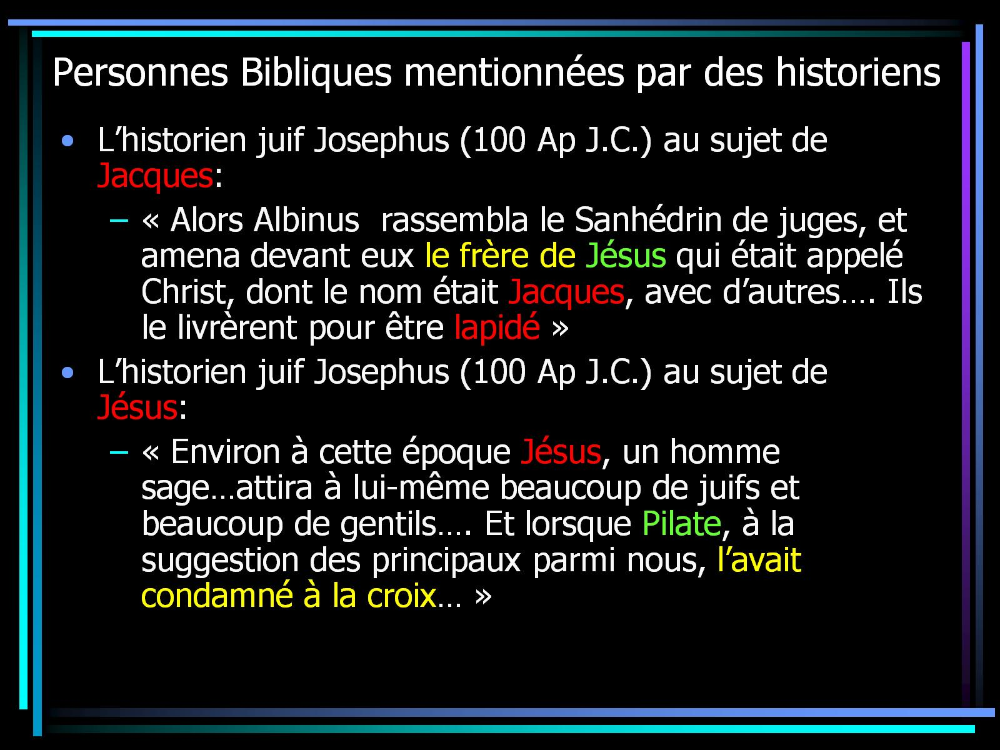 Personnes Bibliques mentionnées par des historiens
• L’historien juif Josephus (100 Ap J.C.) au sujet de
Jacques:
– « Alors Albinus  rassembla le Sanhédrin de juges, et
amena devant eux le frère de Jésus qui était appelé
Christ, dont le nom était Jacques, avec d’autres…. Ils
le livrèrent pour être lapidé »
• L’historien juif Josephus (100 Ap J.C.) au sujet de
Jésus:
– « Environ à cette époque Jésus, un homme
sage…attira à lui-même beaucoup de juifs et
beaucoup de gentils…. Et lorsque Pilate, à la
suggestion des principaux parmi nous, l’avait
condamné à la croix… »